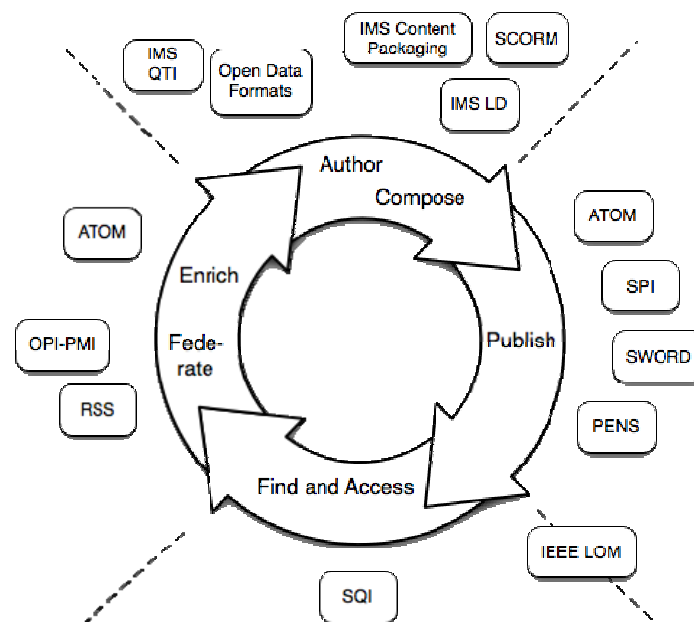 IMS
QTI
Open Data
Formats
IMS Content
Packaging
SCORM
IMS LD
Author
Compose
ATOM
Enrich
ATOM
SPI
OPI-PMI
Fede-
rate
Publish
SWORD
RSS
PENS
Find and Access
IEEE LOM
SQI